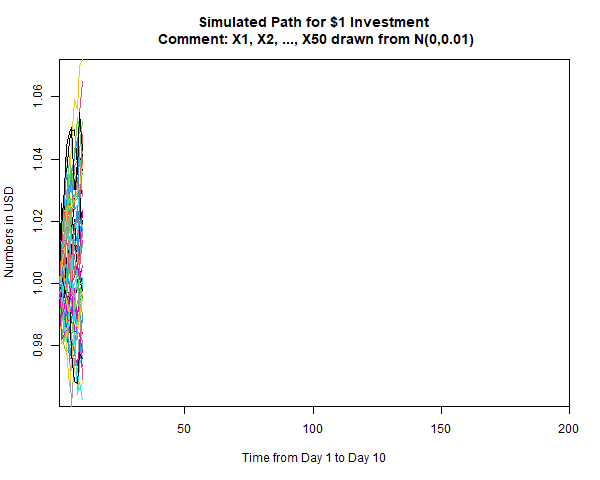 Simulated Path for $1 Investment
Comment: X1, X2, ..., X50 drawn from N(0,0.01)
1.06
1.04
1.02
1.00
0.98
Numbers in USD
50
100
150
200
Time from Day 1 to Day 10